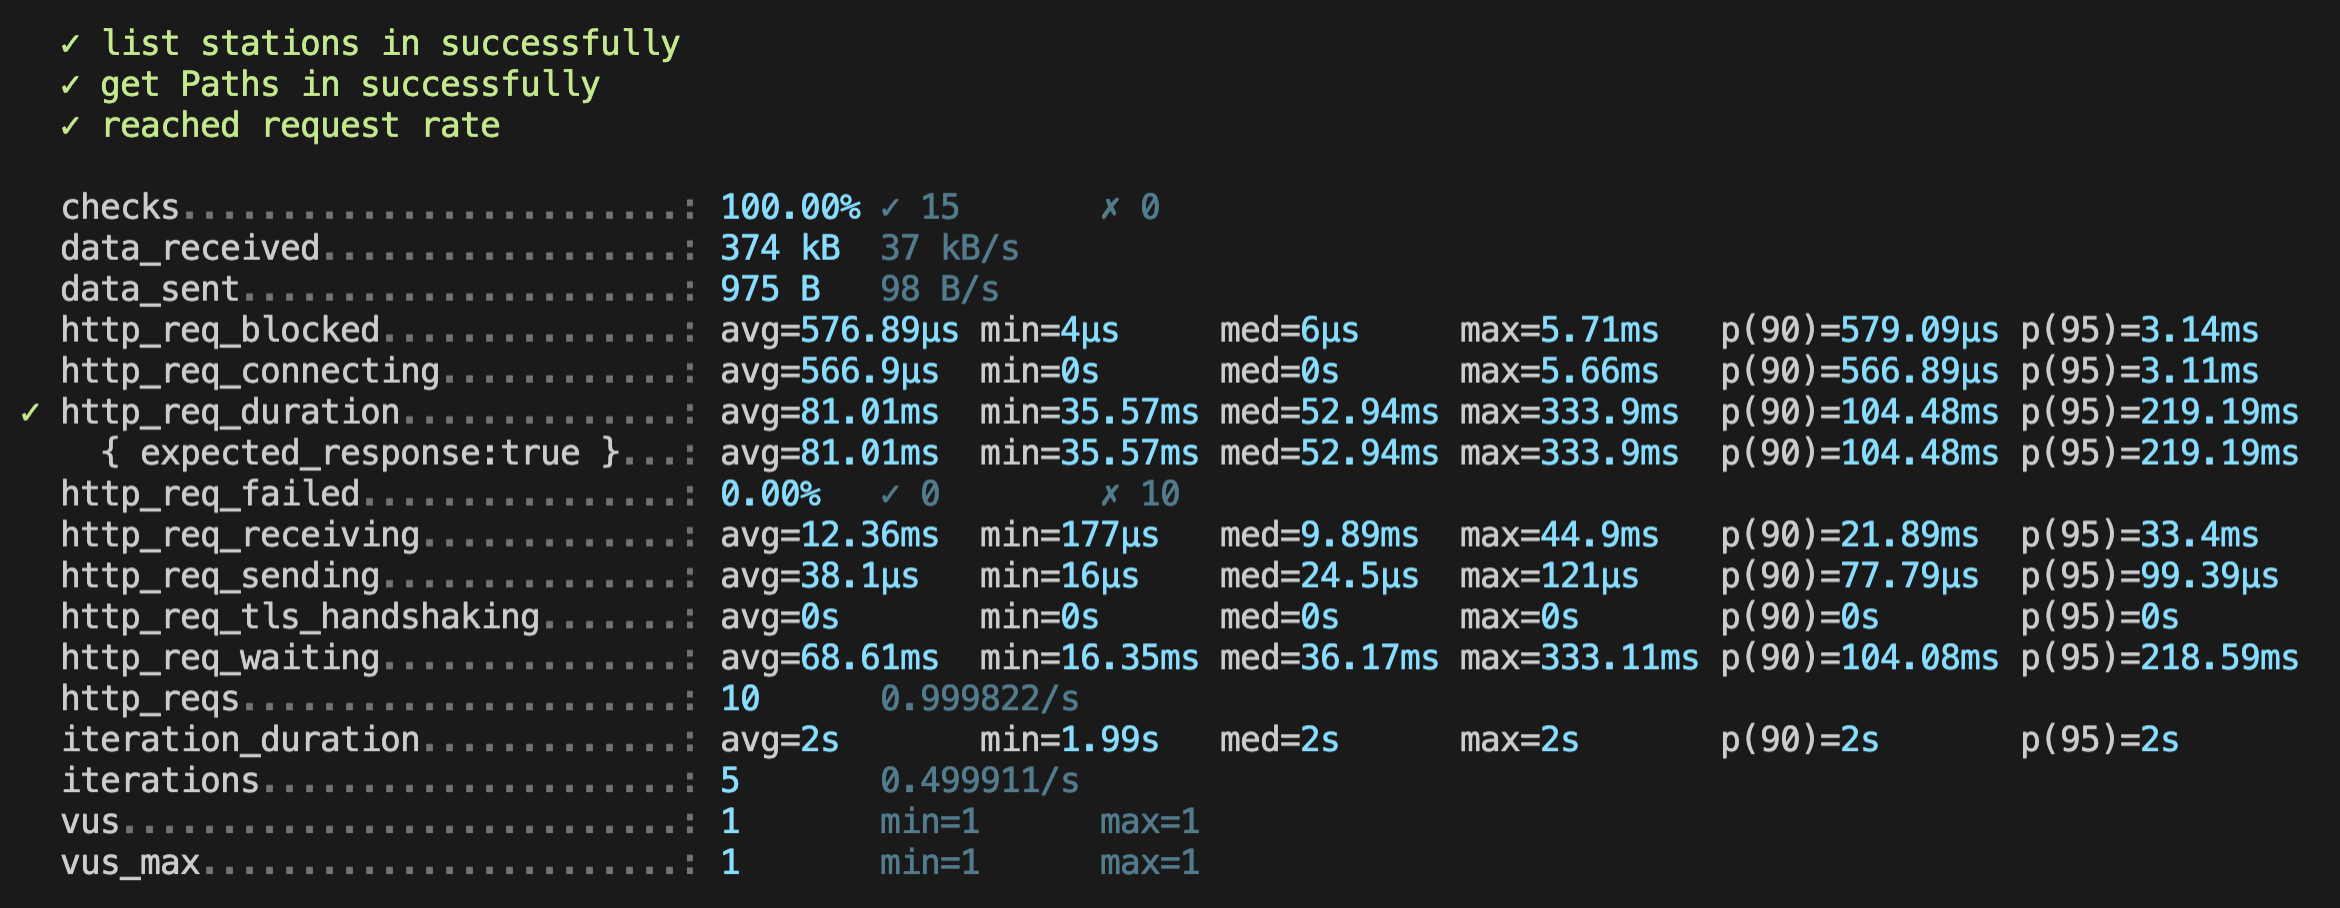 ✓ list stations in successfully
✓ get Paths in successfully
✓ reached request rate
checks.........................: 100.00% ✓ 15 ✗ 0
data_received..................: 374 kB 37 kB/s
data_sent......................: 975 B 98 B/s
http_req_blocked...............: avg=576.89µs min=4µs med=6µs max=5.71ms p(90)=579.09µs p(95)=3.14ms
http_req_connecting............: avg=566.9µs min=0s med=0s max=5.66ms p(90)=566.89µs p(95)=3.11ms
✓ http_req_duration..............: avg=81.01ms min=35.57ms med=52.94ms max=333.9ms p(90)=104.48ms p(95)=219.19ms
{ expected_response:true }...: avg=81.01ms min=35.57ms med=52.94ms max=333.9ms p(90)=104.48ms p(95)=219.19ms
http_req_failed................: 0.00% ✓ 0 ✗ 10
http_req_receiving.............: avg=12.36ms min=177µs med=9.89ms max=44.9ms p(90)=21.89ms p(95)=33.4ms
http_req_sending...............: avg=38.1µs min=16µs med=24.5µs max=121µs p(90)=77.79µs p(95)=99.39µs
http_req_tls_handshaking.......: avg=0s min=0s med=0s max=0s p(90)=0s p(95)=0s
http_req_waiting...............: avg=68.61ms min=16.35ms med=36.17ms max=333.11ms p(90)=104.08ms p(95)=218.59ms
http_reqs......................: 10 0.999822/s
iteration_duration.............: avg=2s min=1.99s med=2s max=2s p(90)=2s p(95)=2s
iterations.....................: 5 0.499911/s
vus............................: 1 min=1 max=1
vus_max........................: 1 min=1 max=1